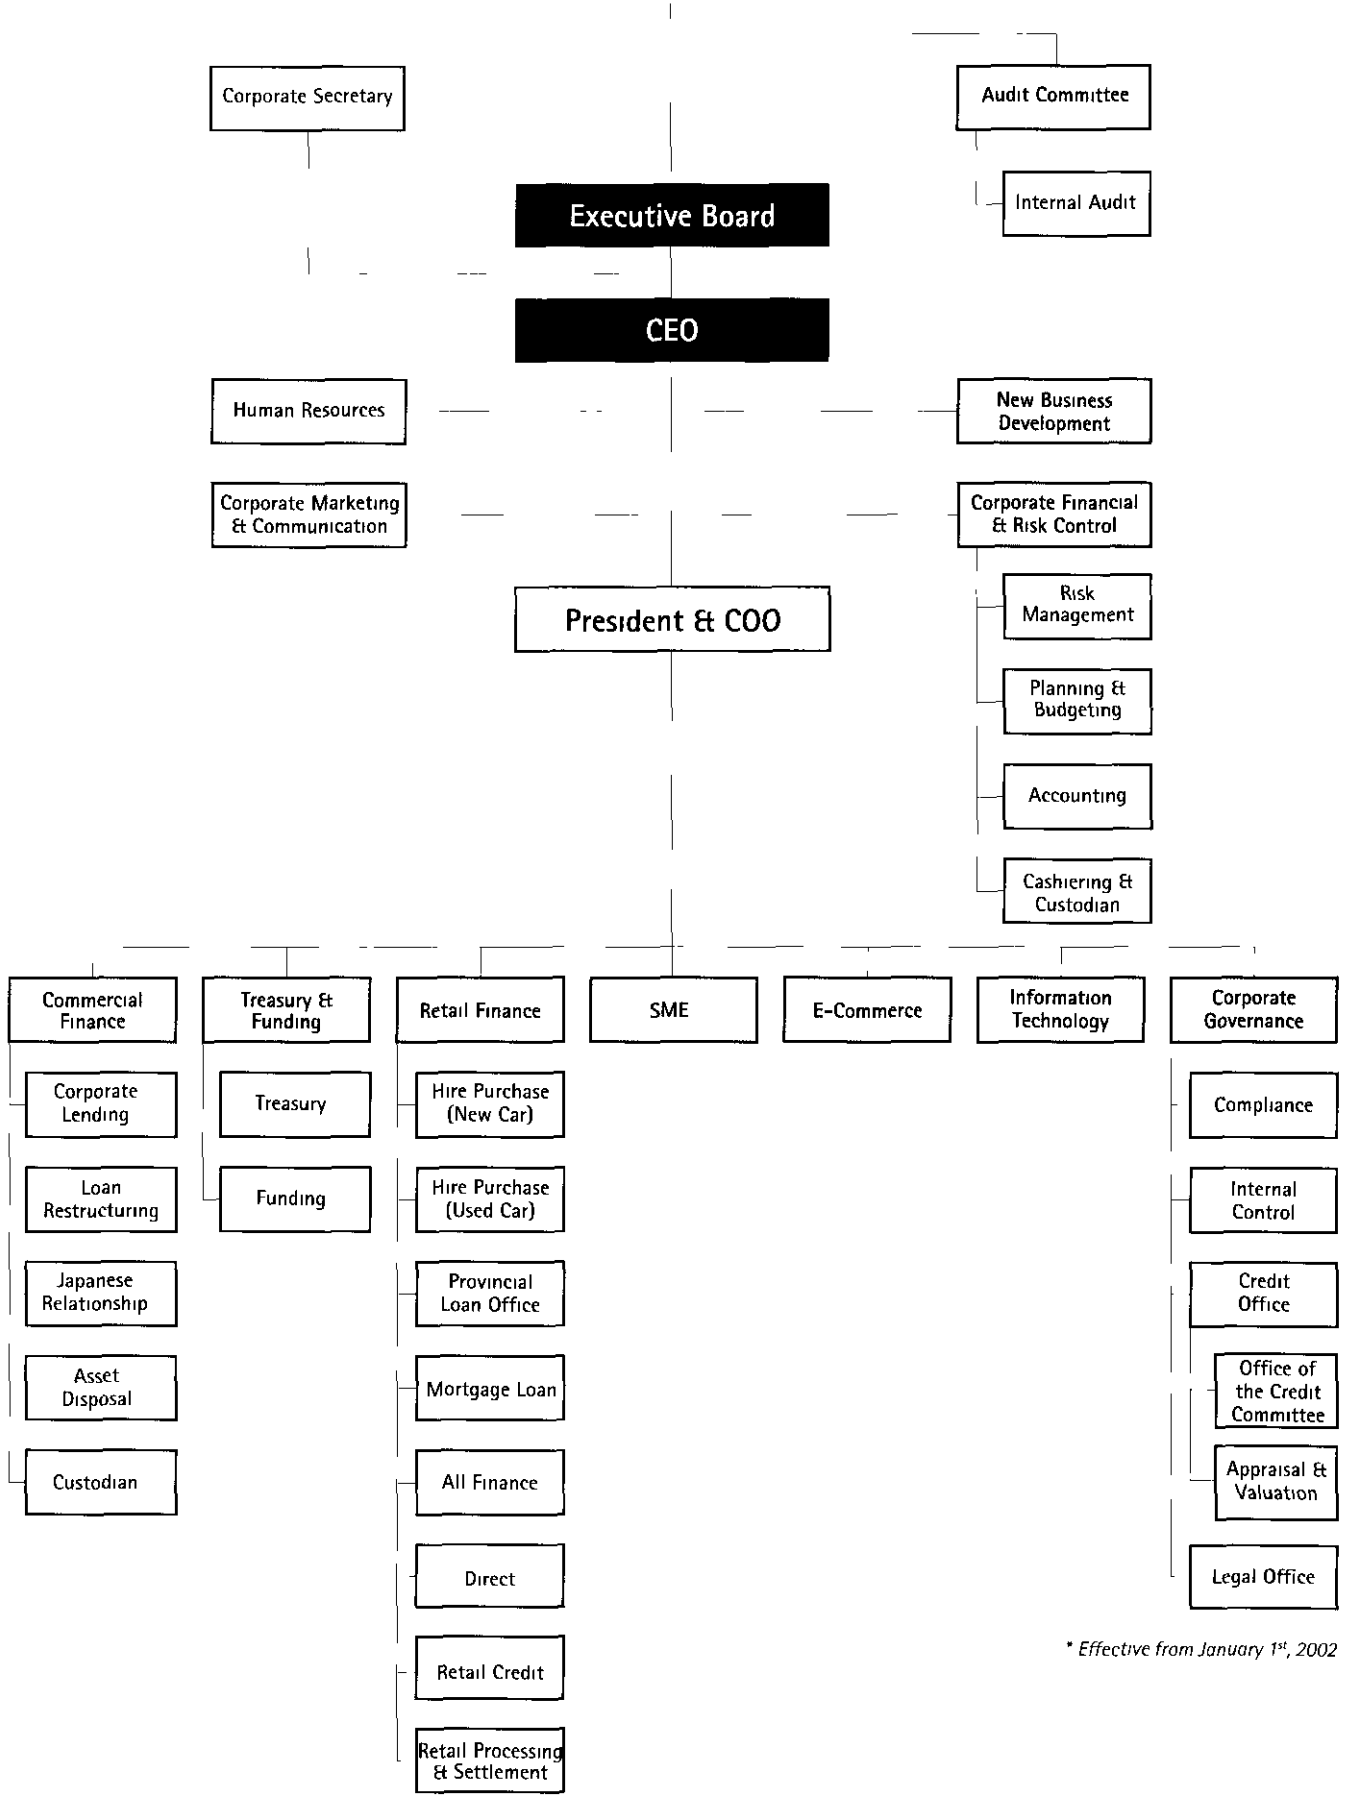 Corporate Secretary
Audit Committee
Internal Audit
Executive Board
CEO
Human Resources
New Business
Development
Corporate Marketing
& Communication
Corporate Financial
& Risk Control
Risk
Management
President & COO
Planning &
Budgeting
Accounting
Cashiering &
Custodian
Commercial
Finance
Treasury &
Funding
Retail Finance
SME
E-Commerce
Information
Technology
Corporate
Governance
Corporate
Lending
Loan
Restructuring
Japanese
Relationship
Asset
Disposal
Custodian
Treasury
Funding
Hire Purchase
(New Car)
Hire Purchase
(Used Car)
Provincial
Loan Office
Mortgage Loan
All Finance
Direct
Retail Credit
Retail Processing
& Settlement
Compliance
Internal
Control
Credit
Office
Office of
the Credit
Committee
Appraisal &
Valuation
Legal Office
* Effective from January 1st, 2002